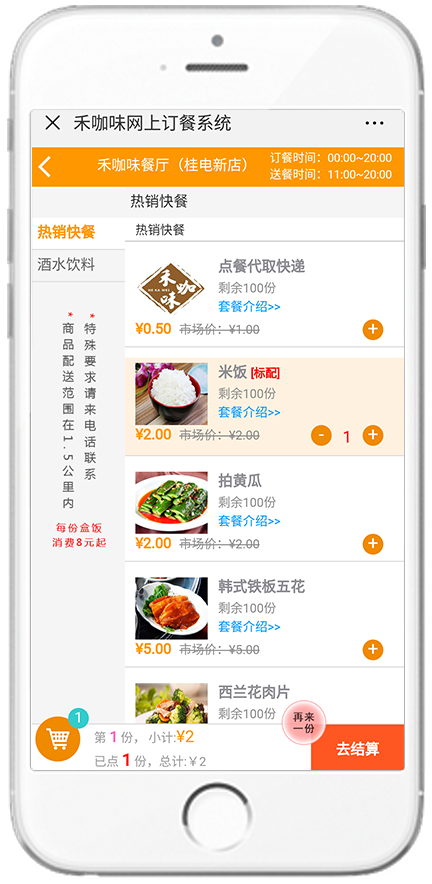 禾咖味网上订餐系统
禾咖味餐厅（桂电新店）
订餐时间：00:00~20:00
送餐时间：11:00~20:00
热销快餐
热销快餐
酒水饮料
*特殊要求请来电话联系
*商品配送范围在1.5公里内
每份盒饭
消费8元起
热销快餐
禾咖味
点餐代取快递
剩余100份
套餐介绍>>
¥0.50 市场价：¥1.00
+
米饭 [标配]
剩余100份
套餐介绍>>
¥2.00 市场价：¥2.00
- 1 +
拍黄瓜
剩余100份
套餐介绍>>
¥2.00 市场价：¥2.00
+
韩式铁板五花
剩余100份
套餐介绍>>
¥5.00 市场价：¥5.00
+
西兰花肉片
剩余100份
再来
一份
1
第 1 份， 小计:¥2
已点 1 份，总计:￥2
去结算